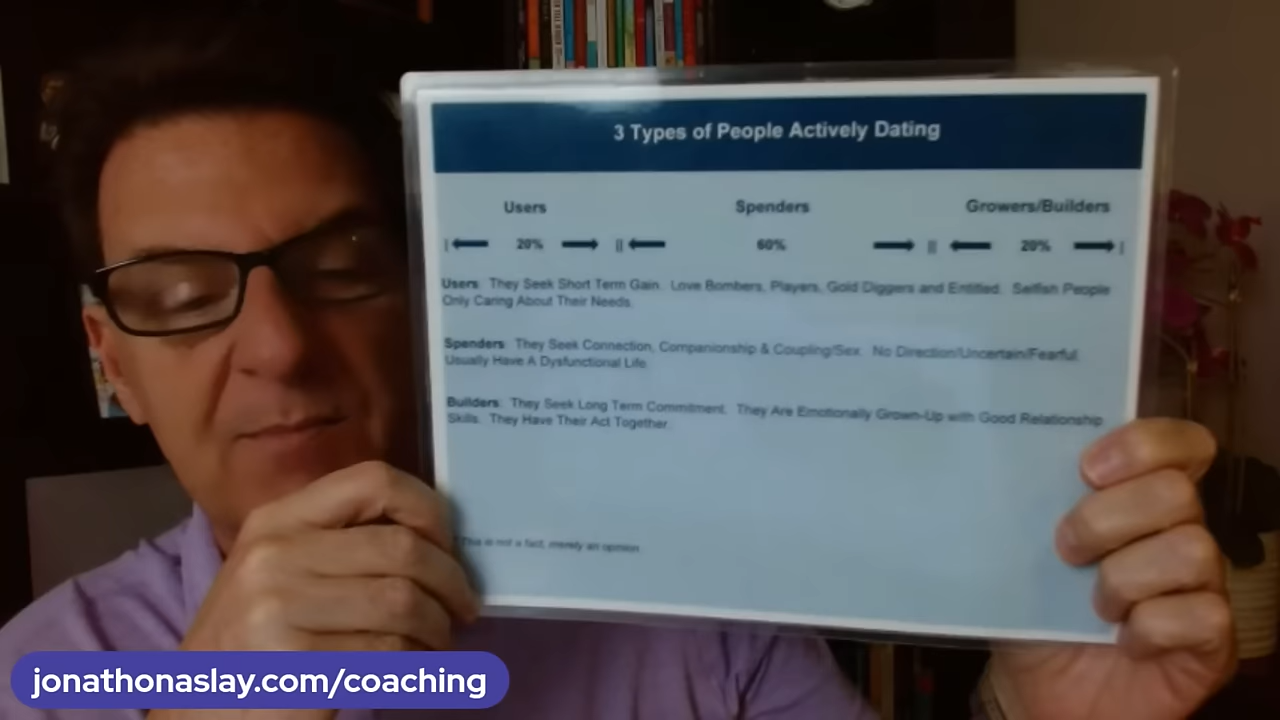 3 Types of People Actively Dating
Users Spenders Growers/Builders
20% 60% 20%
Users: They Seek Short Term Gain. Love Bombers, Players, Gold Diggers and Entitled. Selfish People
Only Caring About Their Needs.
Spenders: They Seek Connection, Companionship & Coupling/Sex. No Direction/Uncertain/Fearful.
Usually Have A Dysfunctional Life.
Builders: They Seek Long Term Commitment. They Are Emotionally Grown-Up with Good Relationship
Skills. They Have Their Act Together.
This is not a fact, merely an opinion.
jonathonaslay.com/coaching